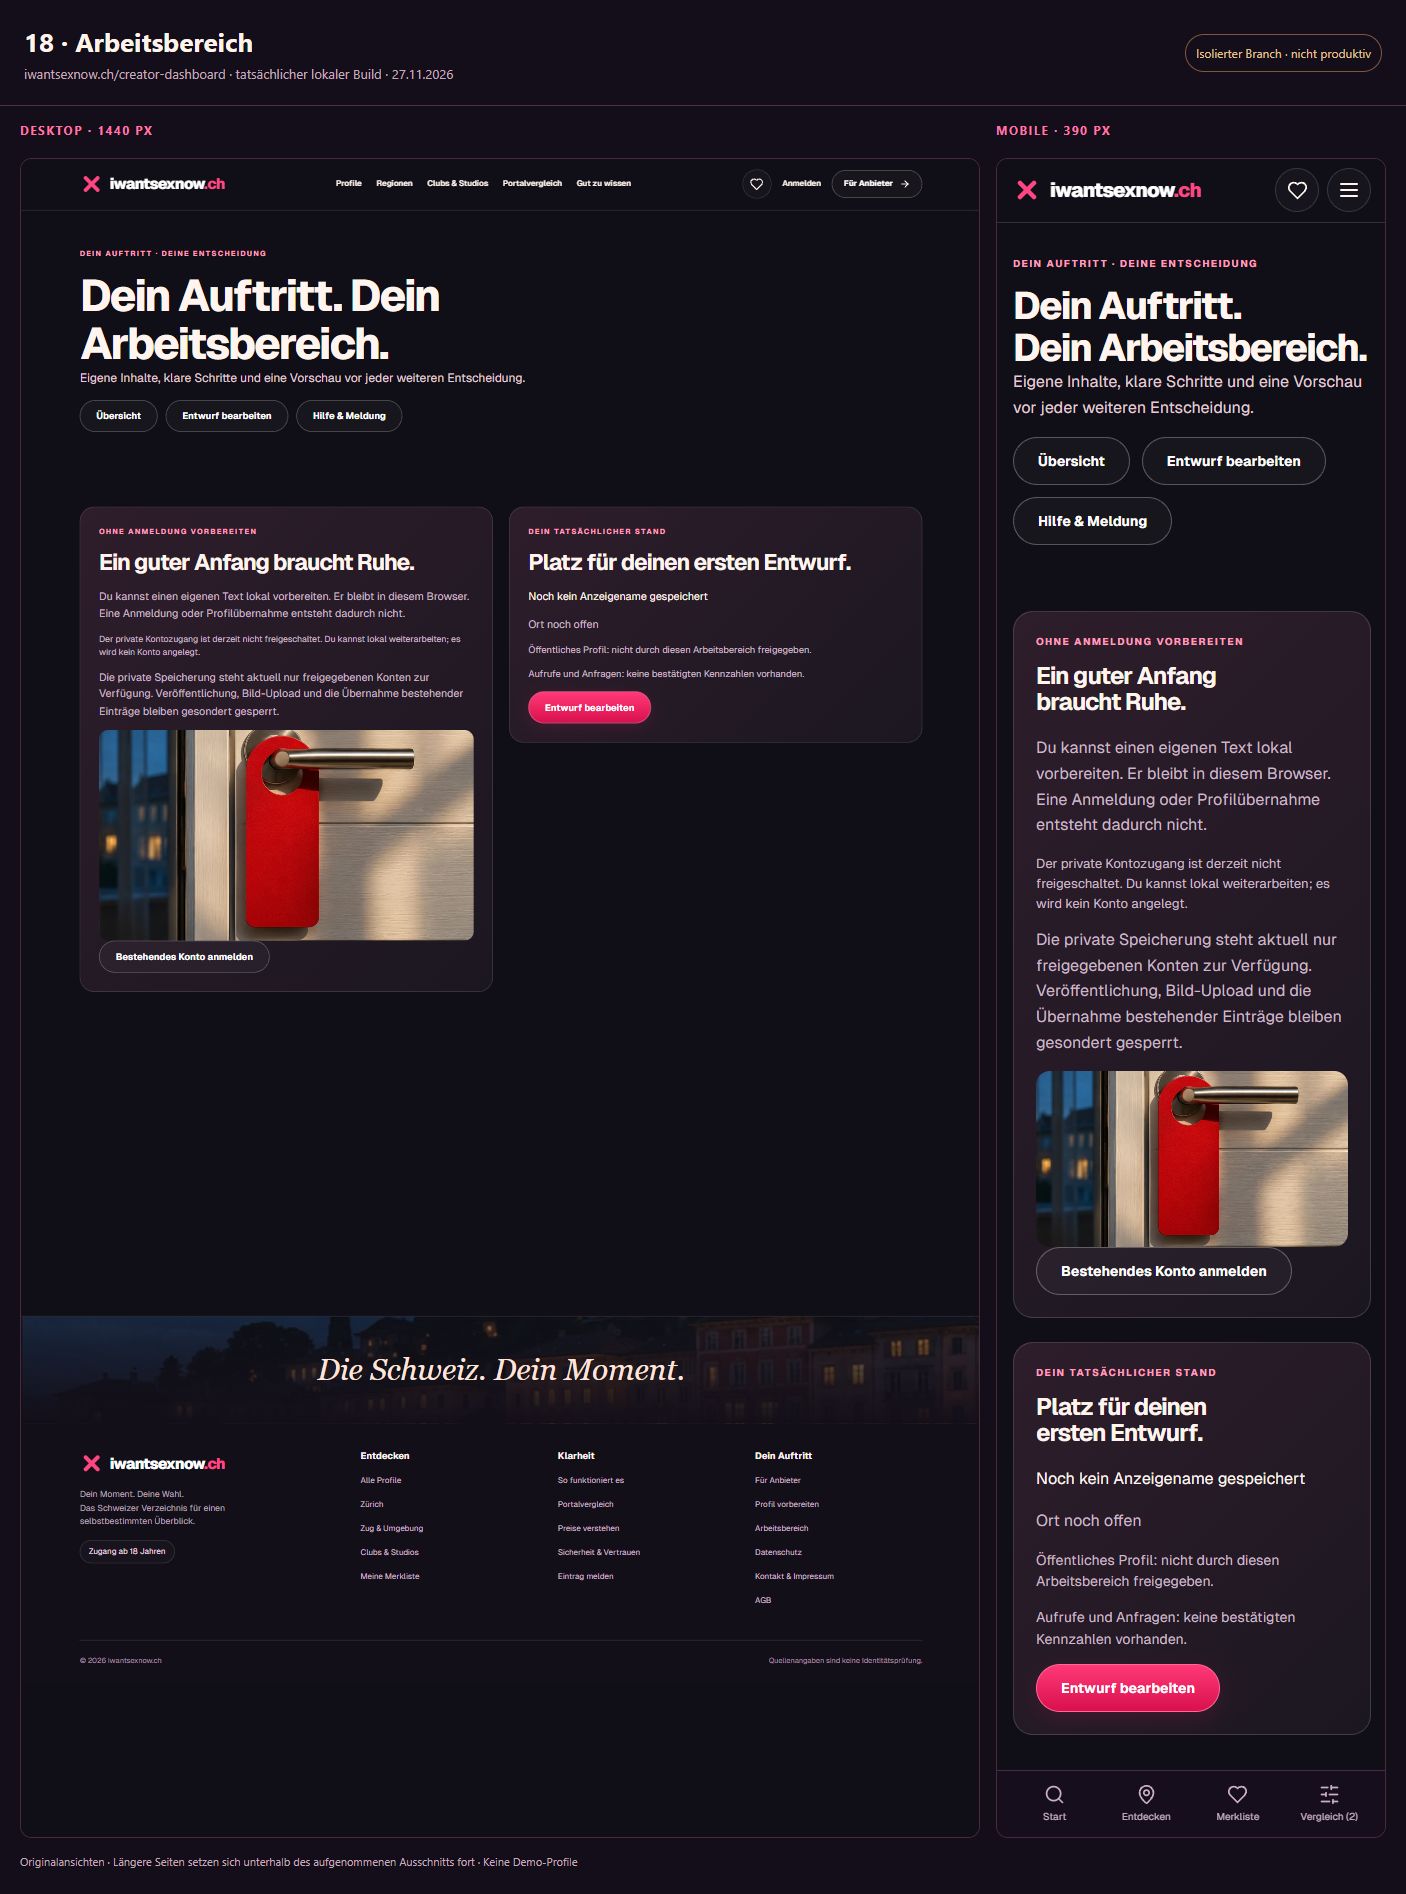 18 · Arbeitsbereich
iwantsexnow.ch/creator-dashboard · tatsächlicher lokaler Build · 27.11.2026
Isolierter Branch · nicht produktiv
DESKTOP · 1440 PX
iwantsexnow.ch
Profile
Regionen
Clubs & Studios
Portalvergleich
Gut zu wissen
Anmelden
Für Anbieter
DEIN AUFTRITT · DEINE ENTSCHEIDUNG
Dein Auftritt. Dein
Arbeitsbereich.
Eigene Inhalte, klare Schritte und eine Vorschau vor jeder weiteren Entscheidung.
Übersicht
Entwurf bearbeiten
Hilfe & Meldung
OHNE ANMELDUNG VORBEREITEN
Ein guter Anfang braucht Ruhe.
Du kannst einen eigenen Text lokal vorbereiten. Er bleibt in diesem Browser.
Eine Anmeldung oder Profilübernahme entsteht dadurch nicht.
Der private Kontozugang ist derzeit nicht freigeschaltet. Du kannst lokal weiterarbeiten; es
wird kein Konto angelegt.
Die private Speicherung steht aktuell nur freigegebenen Konten zur
Verfügung. Veröffentlichung, Bild-Upload und die Übernahme bestehender
Einträge bleiben gesondert gesperrt.
Bestehendes Konto anmelden
DEIN TATSÄCHLICHER STAND
Platz für deinen ersten Entwurf.
Noch kein Anzeigename gespeichert
Ort noch offen
Öffentliches Profil: nicht durch diesen Arbeitsbereich freigegeben.
Aufrufe und Anfragen: keine bestätigten Kennzahlen vorhanden.
Entwurf bearbeiten
Die Schweiz. Dein Moment.
iwantsexnow.ch
Dein Moment. Deine Wahl.
Das Schweizer Verzeichnis für einen
selbstbestimmten Überblick.
Zugang ab 18 Jahren
Entdecken
Alle Profile
Zürich
Zug & Umgebung
Clubs & Studios
Meine Merkliste
Klarheit
So funktioniert es
Portalvergleich
Preise verstehen
Sicherheit & Vertrauen
Eintrag melden
Dein Auftritt
Für Anbieter
Profil vorbereiten
Arbeitsbereich
Datenschutz
Kontakt & Impressum
AGB
© 2026 iwantsexnow.ch
Quellenangaben sind keine Identitätsprüfung.
MOBILE · 390 PX
iwantsexnow.ch
DEIN AUFTRITT · DEINE ENTSCHEIDUNG
Dein Auftritt.
Dein Arbeitsbereich.
Eigene Inhalte, klare Schritte und eine Vorschau
vor jeder weiteren Entscheidung.
Übersicht
Entwurf bearbeiten
Hilfe & Meldung
OHNE ANMELDUNG VORBEREITEN
Ein guter Anfang
braucht Ruhe.
Du kannst einen eigenen Text lokal
vorbereiten. Er bleibt in diesem Browser.
Eine Anmeldung oder Profilübernahme
entsteht dadurch nicht.
Der private Kontozugang ist derzeit nicht
freigeschaltet. Du kannst lokal weiterarbeiten; es
wird kein Konto angelegt.
Die private Speicherung steht aktuell nur
freigegebenen Konten zur Verfügung.
Veröffentlichung, Bild-Upload und die
Übernahme bestehender Einträge bleiben
gesondert gesperrt.
Bestehendes Konto anmelden
DEIN TATSÄCHLICHER STAND
Platz für deinen
ersten Entwurf.
Noch kein Anzeigename gespeichert
Ort noch offen
Öffentliches Profil: nicht durch diesen
Arbeitsbereich freigegeben.
Aufrufe und Anfragen: keine bestätigten
Kennzahlen vorhanden.
Entwurf bearbeiten
Start
Entdecken
Merkliste
Vergleich (2)
Originalansichten · Längere Seiten setzen sich unterhalb des aufgenommenen Ausschnitts fort · Keine Demo-Profile